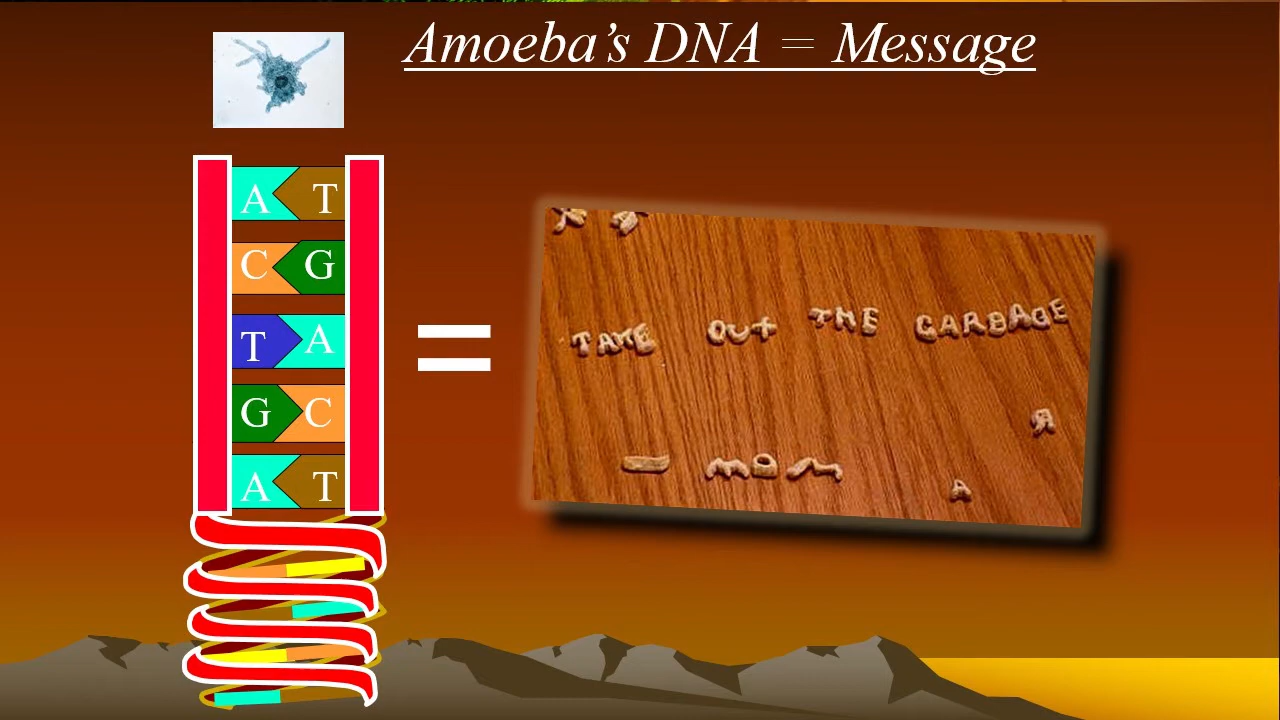 Amoeba's DNA = Message
A T
C G
T A
G C
A T
=
TAKE OUT THE GARBAGE
— MOM